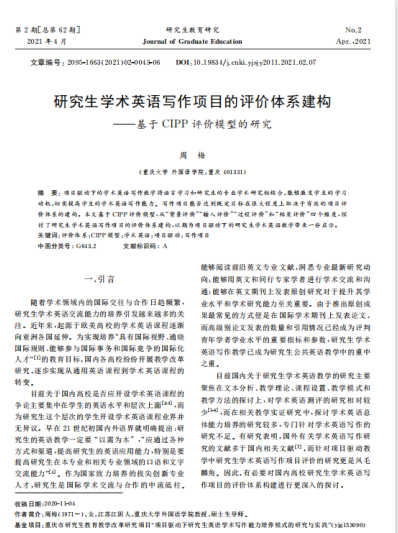 第 2 期[总第 62 期]
研究生教育研究
No.2
2021 年 4 月
Journal of Graduate Education
Apr.,2021
文章编号：2095-1663(2021)02-0043-06
DOI：10.19834/j.cnki.yjsjy2011.2021.02.07
研究生学术英语写作项目的评价体系建构
——基于 CIPP 评价模型的研究
周 梅
(重庆大学 外国语学院，重庆 401331)
摘 要：项目驱动下的学术英语写作教学将语言学习和研究生的专业学术研究相结合，能够激发学生的学习
动机，切实提高学生的学术英语写作能力。写作项目能否达到既定目标在很大程度上取决于有效的项目评
价体系的建构。本文基于 CIPP 评价模型，从“背景评价”“输入评价”“过程评价”和“结果评价”四个维度，探
讨了研究生学术英语写作项目的评价体系建构，以期为项目驱动下的研究生学术英语教学带来一些启示。
关键词：评价体系；CIPP 模型；学术英语；项目驱动；写作项目
中图分类号：G643.2
文献标识码：A
一、引言
随着学术领域内的国际交往与合作日趋频繁，
研究生学术英语交流能力的培养引发越来越多的关
注。近年来，起源于欧美高校的学术英语课程逐渐
向亚洲各国延伸。为实现培养“具有国际视野、通晓
国际规则、能够参与国际事务和国际竞争的国际化
人才”[1]的教育目标，国内各高校纷纷开展教学改革
研究，逐步实现从通用英语课程到学术英语课程的
转变。
目前关于国内高校是否应开设学术英语课程的
争论主要集中在学生的英语水平和层次上面[2-3]，而
为研究生这个层次的学生开设学术英语课程业界并
无异议。早在 21 世纪初国内外语界就明确提出：研
究生的英语教学一定要“以需为本”，“应通过各种
方式和渠道，提高研究生的英语应用能力，特别是要
提高研究生在本专业和相关专业领域的口语和文字
交流能力”[4]。作为国家致力培养的拔尖创新专业
人才，研究生是国际学术交流与合作的中流砥柱。
能够阅读前沿英文专业文献，洞悉专业最新研究动
向；能够用英文和同行专家学者进行学术交流和沟
通；能够在英文期刊上发表原创研究对于提升其学
业水平和学术研究能力至关重要。由于推出原创成
果最常见的方式便是在国际学术期刊上发表论文，
而高级别论文发表的数量和引用情况已经成为评判
青年学者学业水平的重要指标和参数，研究生学术
英语写作教学已成为研究生公共英语教学中的重中
之重。
目前国内关于研究生学术英语教学的研究主要
聚焦在文本分析、教学理论、课程设置、教学模式和
教学方法的探讨上，对学术英语测评的研究相对较
少[5-6]，而在相关教学实证研究中，探讨学术英语总
体能力培养的研究较多，专门针对学术英语写作的
研究不足。有研究表明，国外有关学术英语写作研
究的文献多于国内相关文献[7]，而针对项目驱动教
学中研究生学术英语写作项目评价的研究更是凤毛
麟角。因此，有必要对国内高校研究生学术英语写
作项目的评价体系构建进行更深入的探讨。
收稿日期：2020-11-04
作者简介：周梅(1971—)，女，江苏江阴人，重庆大学外国语学院教授，硕士生导师。
基金项目：重庆市研究生教育教学改革研究项目“项目驱动下研究生英语学术写作能力培养模式的研究与实践”(yjg153090)